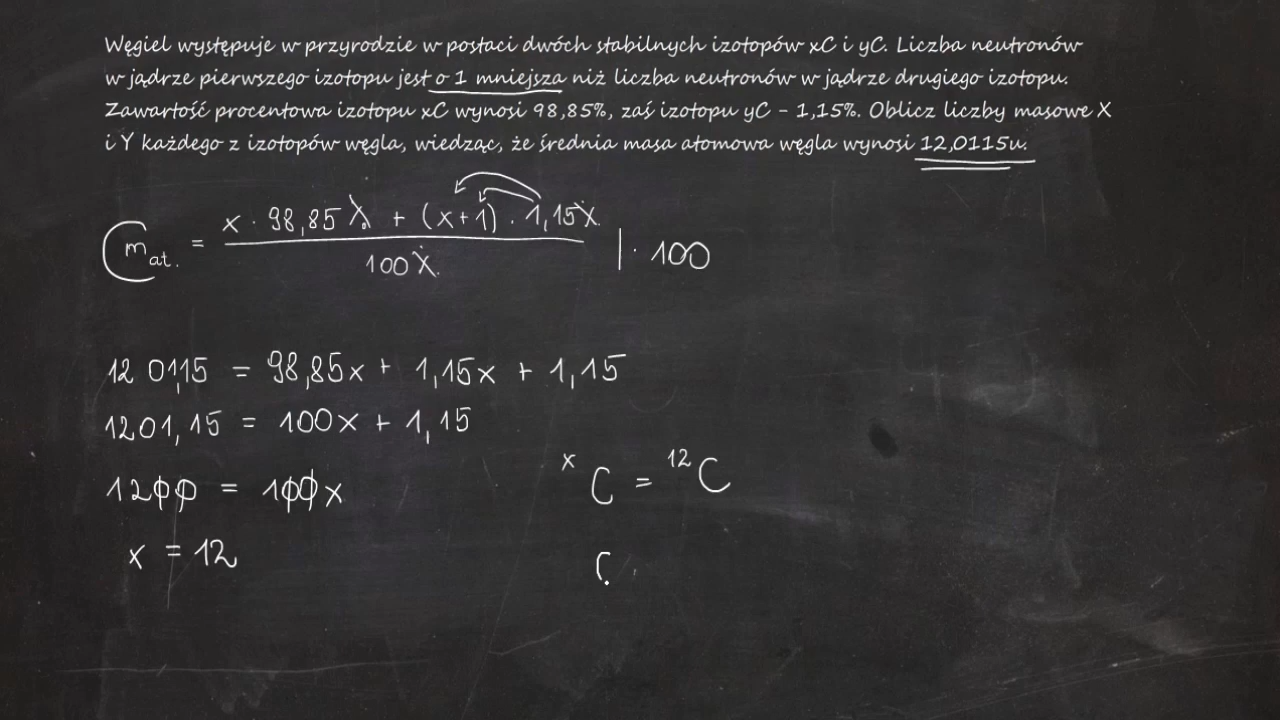 Węgiel występuje w przyrodzie w postaci dwóch stabilnych izotopów xC i yC. Liczba neutronów
w jądrze pierwszego izotopu jest o 1 mniejsza niż liczba neutronów w jądrze drugiego izotopu.
Zawartość procentowa izotopu xC wynosi 98,85%, zaś izotopu yC - 1,15%. Oblicz liczby masowe X
i Y każdego z izotopów węgla, wiedząc, że średnia masa atomowa węgla wynosi 12,0115u.
x · 98,85% + (x+1) · 1,15%
m at. = | · 100
100%
12 01,15 = 98,85x + 1,15x + 1,15
1201,15 = 100x + 1,15
1200 = 100x
x = 12
x C = 12 C
C